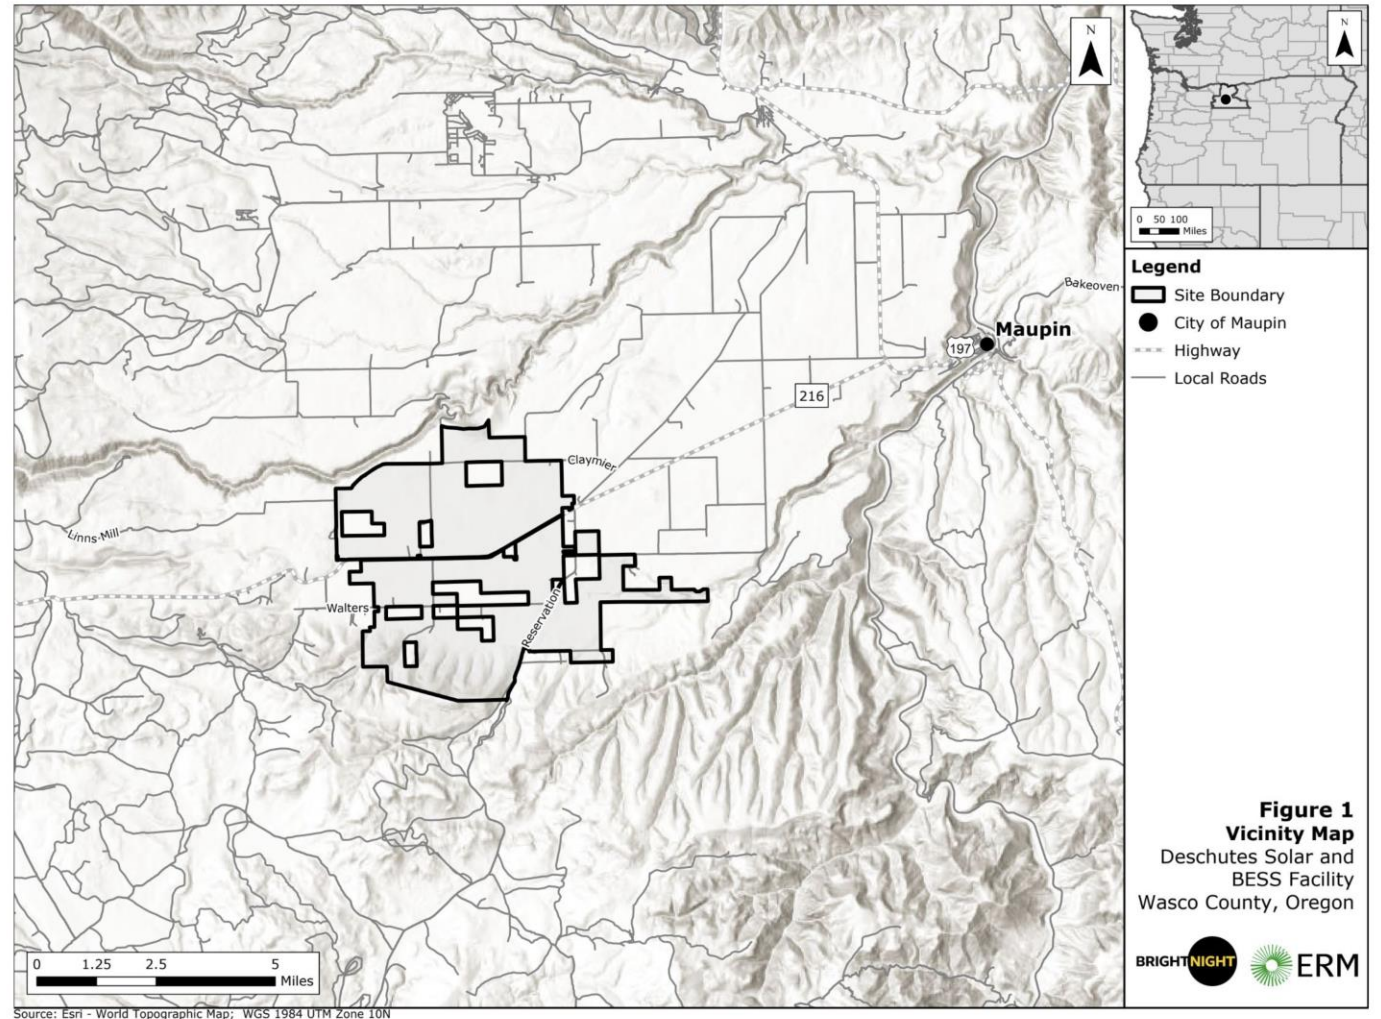 N
N
0 50 100
Miles
Bakeoven
Maupin
197
216
Claymier
Linns Mill
Walters
Reservation
0 1.25 2.5 5
Miles
Legend
Site Boundary
City of Maupin
Highway
Local Roads
Figure 1
Vicinity Map
Deschutes Solar and
BESS Facility
Wasco County, Oregon
BRIGHTNIGHT
ERM
Source: Esri - World Topographic Map; WGS 1984 UTM Zone 10N